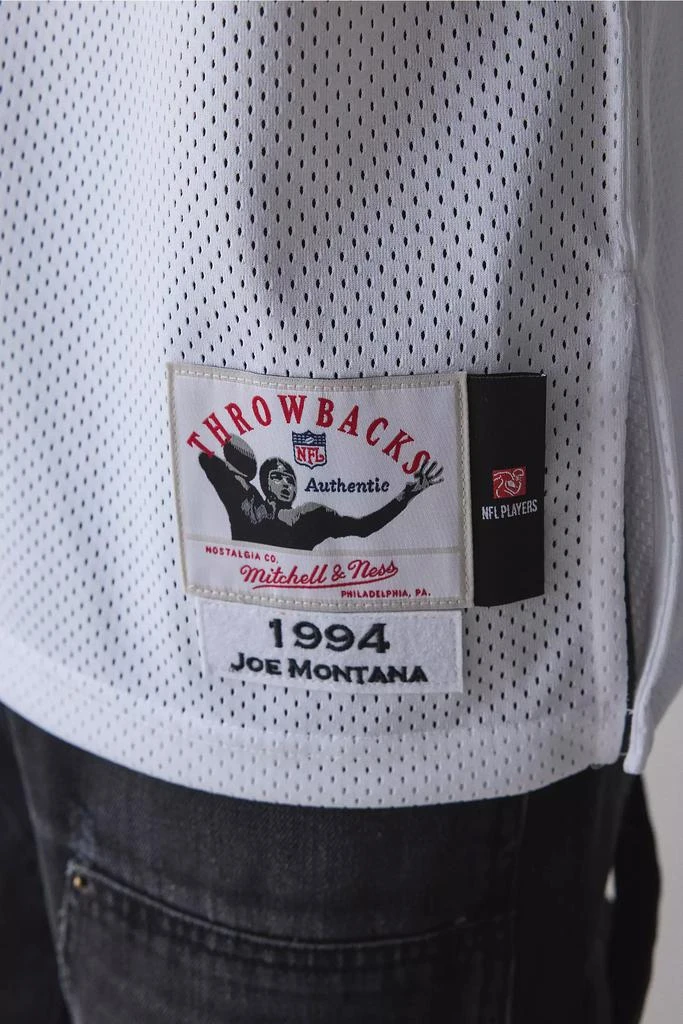 THROWBACKS
NFL
Authentic
NFL PLAYERS
NOSTALGIA CO.
Mitchell & Ness
PHILADELPHIA, PA.
1994
JOE MONTANA